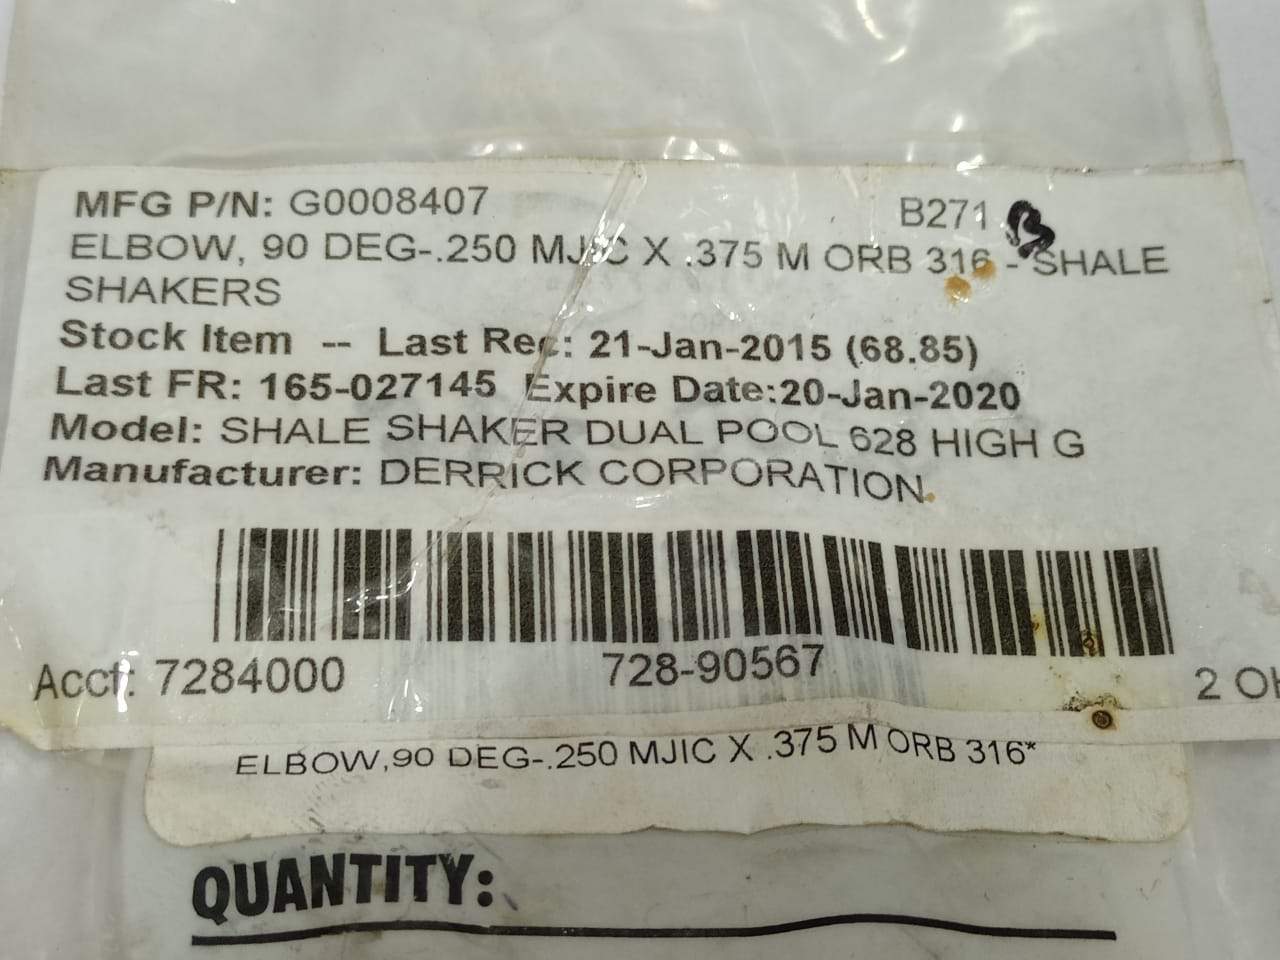 MFG P/N: G0008407 B271 B
ELBOW, 90 DEG-.250 MJIC X .375 M ORB 316 - SHALE
SHAKERS
Stock Item -- Last Rec: 21-Jan-2015 (68.85)
Last FR: 165-027145 Expire Date:20-Jan-2020
Model: SHALE SHAKER DUAL POOL 628 HIGH G
Manufacturer: DERRICK CORPORATION
Acct: 7284000 728-90567 2
ELBOW,90 DEG-.250 MJIC X .375 M ORB 316*
QUANTITY: